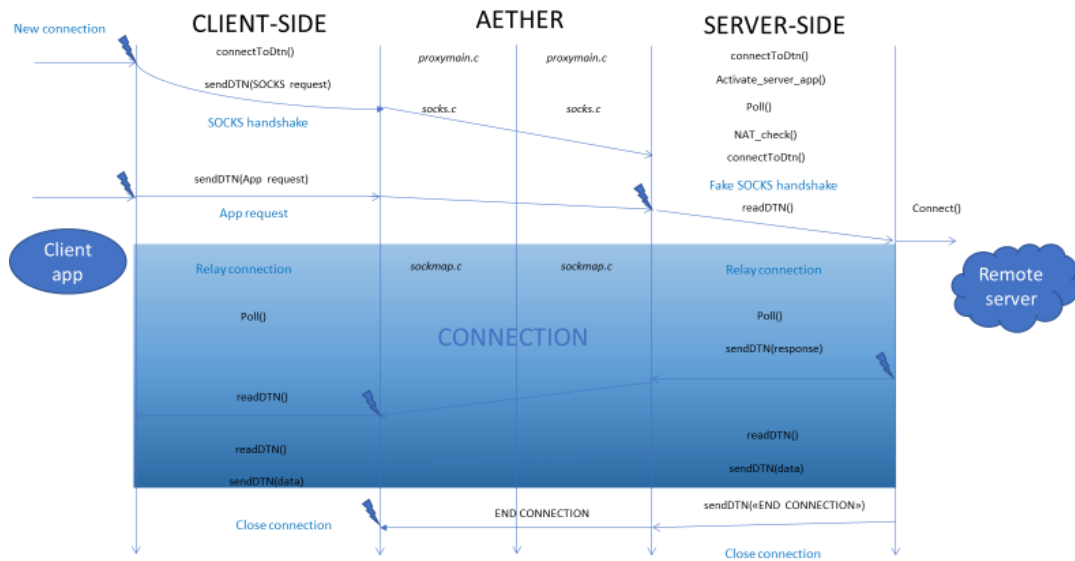 CLIENT-SIDE
AETHER
SERVER-SIDE
New connection
connectToDtn()
proxymain.c
proxymain.c
connectToDtn()
Activate_server_app()
sendDTN(SOCKS request)
socks.c
socks.c
Poll()
SOCKS handshake
NAT_check()
connectToDtn()
sendDTN(App request)
Fake SOCKS handshake
App request
readDTN()
Connect()
Client
app
Relay connection
sockmap.c
sockmap.c
Relay connection
Remote
server
Poll()
Poll()
CONNECTION
sendDTN(response)
readDTN()
readDTN()
readDTN()
sendDTN(data)
sendDTN(data)
sendDTN(«END CONNECTION»)
END CONNECTION
Close connection
Close connection